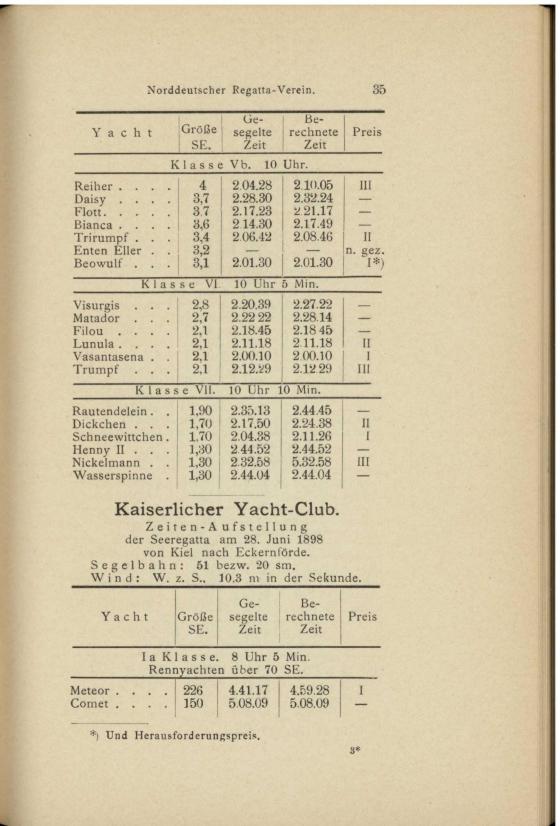 Norddeutscher Regatta-Verein. 35
Yacht Größe SE. Ge-segelte Zeit Be-rechnete Zeit Preis
Klasse Vb. 10 Uhr.
Reiher . . . . 4 2.04.28 2.10.05 III
Daisy . . . . 3,7 2.28.30 2.32.24 —
Flott. . . . . 3.7 2.17.23 2 21.17 —
Bianca . . . . 3,6 2 14.30 2.17.49 —
Trirumpf . . . 3,4 2.06.42 2.08.46 II
Enten Eller . . 3,2 — — n. gez.
Beowulf . . . 3,1 2.01.30 2.01.30 I*)
Klasse VI. 10 Uhr 5 Min.
Visurgis . . . 2,8 2.20.39 2.27.22 —
Matador . . . 2,7 2.22 22 2.28.14 —
Filou . . . . 2,1 2.18.45 2.18 45 —
Lunula . . . . 2,1 2.11.18 2.11.18 II
Vasantasena . . 2,1 2.00.10 2 00.10 I
Trumpf . . . 2,1 2.12.29 2.12 29 III
Klasse VII. 10 Uhr 10 Min.
Rautendelein . . 1,90 2.35.13 2.44.45 —
Dickchen . . . 1,70 2.17.50 2.24.38 II
Schneewittchen . 1.70 2.04.38 2.11.26 I
Henny II . . . 1,30 2.44.52 2.44.52 —
Nickelmann . . 1,30 2.32.58 5.32.58 III
Wasserspinne . 1,30 2.44.04 2.44.04 —
Kaiserlicher Yacht-Club.
Zeiten-Aufstellung
der Seeregatta am 28. Juni 1898
von Kiel nach Eckernförde.
Segelbahn: 51 bezw. 20 sm.
Wind: W. z. S., 10.3 m in der Sekunde.
Yacht Größe SE. Ge-segelte Zeit Be-rechnete Zeit Preis
Ia Klasse. 8 Uhr 5 Min.
Rennyachten über 70 SE.
Meteor . . . . 226 4.41.17 4.59.28 I
Comet . . . . 150 5.08.09 5.08.09 —
*) Und Herausforderungspreis.
3*